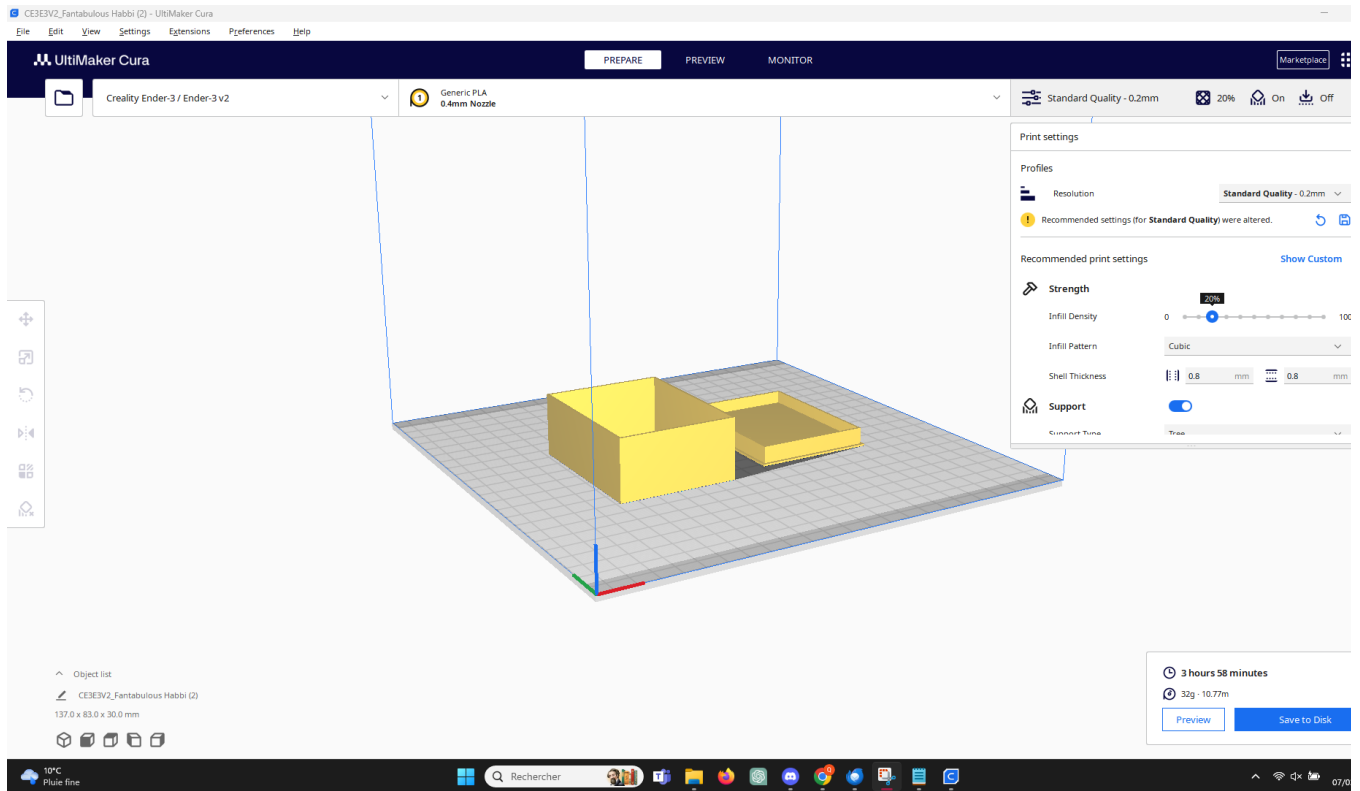 CE3E3V2_Fantabulous Habbi (2) - UltiMaker Cura
File Edit View Settings Extensions Preferences Help
UltiMaker Cura PREPARE PREVIEW MONITOR Marketplace
Creality Ender-3 / Ender-3 v2
1
Generic PLA
0.4mm Nozzle
Standard Quality - 0.2mm 20% On Off
Print settings
Profiles
Resolution Standard Quality - 0.2mm
! Recommended settings (for Standard Quality) were altered.
Recommended print settings Show Custom
Strength
20%
Infill Density 0 100
Infill Pattern Cubic
Shell Thickness 0.8 mm 0.8 mm
Support
Support Type Tree
Object list
CE3E3V2_Fantabulous Habbi (2)
137.0 x 83.0 x 30.0 mm
3 hours 58 minutes
32g · 10.77m
Preview Save to Disk
10°C
Pluie fine
Rechercher
07/0